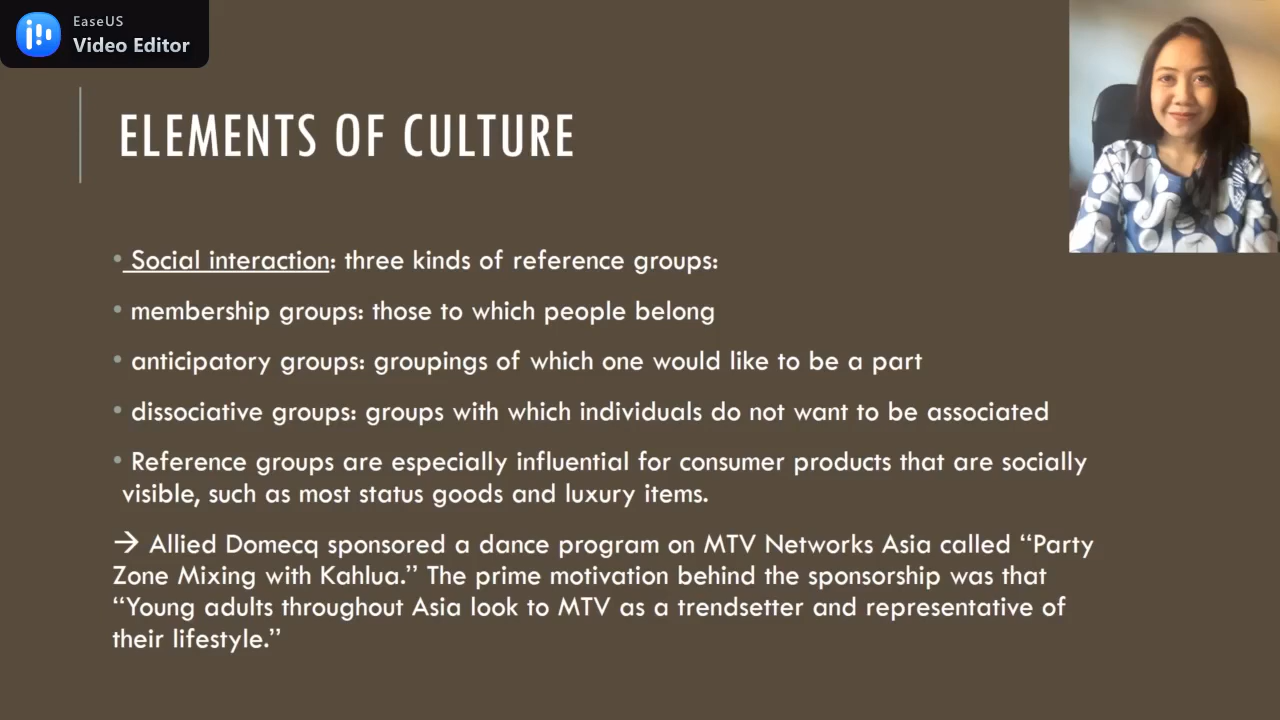 EaseUS
Video Editor
ELEMENTS OF CULTURE
• Social interaction: three kinds of reference groups:
• membership groups: those to which people belong
• anticipatory groups: groupings of which one would like to be a part
• dissociative groups: groups with which individuals do not want to be associated
• Reference groups are especially influential for consumer products that are socially
visible, such as most status goods and luxury items.
→ Allied Domecq sponsored a dance program on MTV Networks Asia called “Party
Zone Mixing with Kahlua.” The prime motivation behind the sponsorship was that
“Young adults throughout Asia look to MTV as a trendsetter and representative of
their lifestyle.”